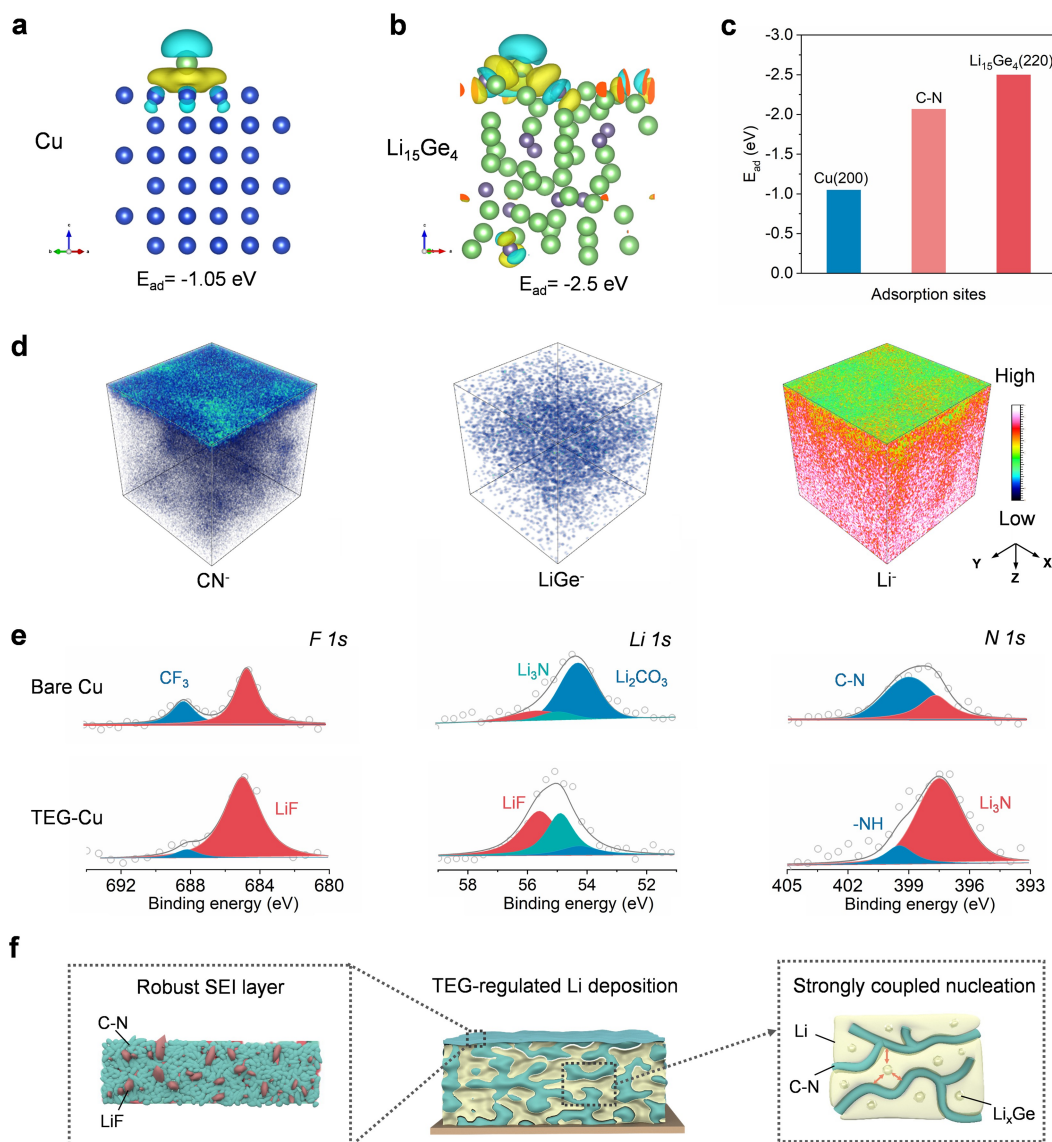 a
Cu
E_ad= -1.05 eV
b
Li₁₅Ge₄
E_ad= -2.5 eV
c
E_ad (eV)
-3.0
-2.5
-2.0
-1.5
-1.0
-0.5
0.0
Cu(200)
C-N
Li₁₅Ge₄(220)
Adsorption sites
d
CN⁻
LiGe⁻
Li⁻
High
Low
Y
Z
X
e
Bare Cu
TEG-Cu
F 1s
CF₃
LiF
692 688 684 680
Binding energy (eV)
Li 1s
Li₃N
Li₂CO₃
LiF
58 56 54 52
Binding energy (eV)
N 1s
C-N
-NH
Li₃N
405 402 399 396 393
Binding energy (eV)
f
Robust SEI layer
C-N
LiF
TEG-regulated Li deposition
Strongly coupled nucleation
Li
C-N
LiₓGe